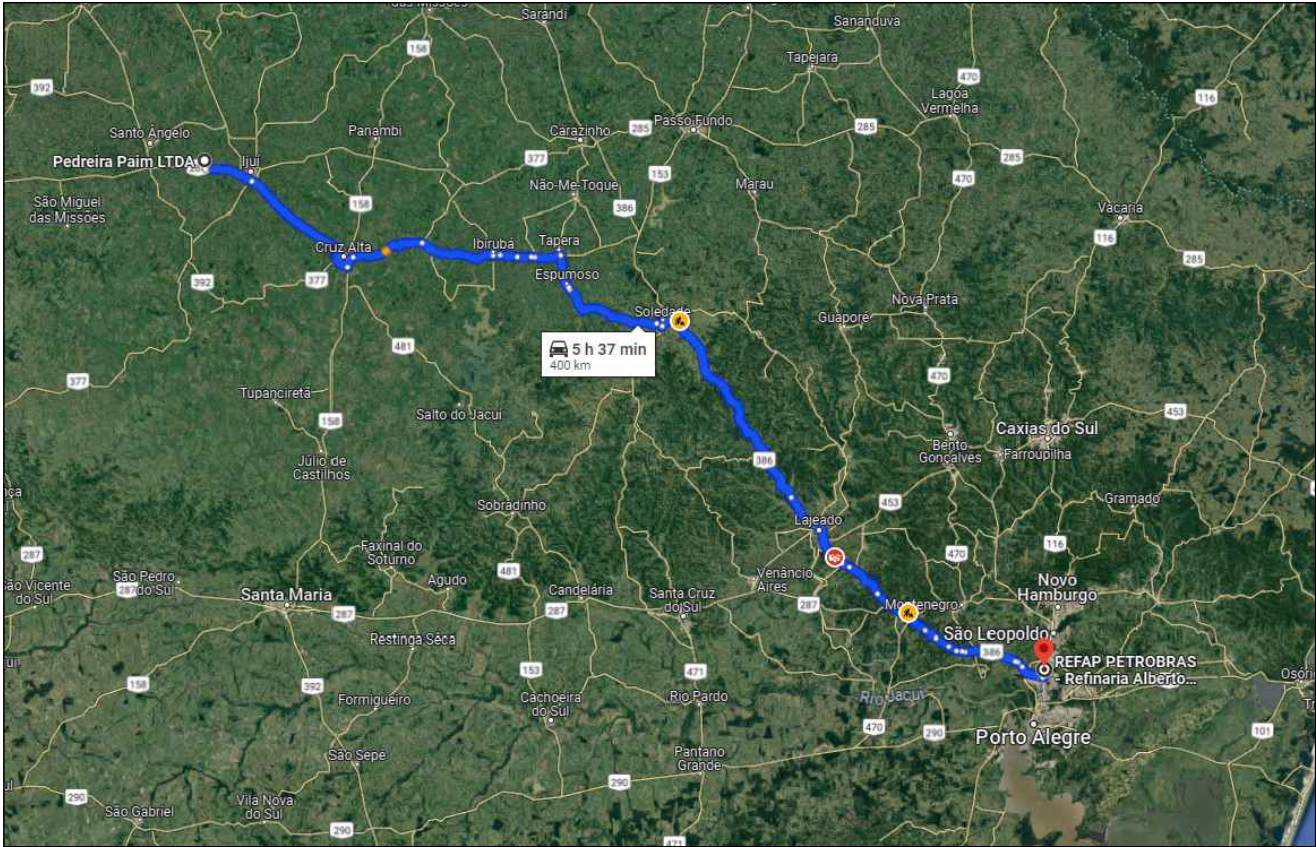 das Missões
Sarandi
Sananduva
158
Tapejara
470
392
116
Lagoa
Vermelha
Santo Ângelo
Panambi
Carazinho
285
Passo Fundo
285
Pedreira Paim LTDA
Ijuí
377
153
Não-Me-Toque
Marau
470
São Miguel
das Missões
158
386
Vacaria
116
Cruz Alta
Ibirubá
Tapera
285
392
377
Espumoso
Soledade
Nova Prata
Guaporé
5 h 37 min
400 km
481
377
470
Tupanciretã
Salto do Jacuí
158
453
Caxias do Sul
Bento
Gonçalves
Farroupilha
Júlio de
Castilhos
386
Sobradinho
453
Gramado
Lajeado
287
Faxinal do
Soturno
470
116
São Vicente
do Sul
São Pedro
do Sul
287
Agudo
481
Candelária
Venâncio
Aires
Novo
Hamburgo
Santa Maria
287
287
Santa Cruz
do Sul
287
Montenegro
Restinga Sêca
São Leopoldo
386
REFAP PETROBRAS
- Refinaria Alberto...
153
471
158
392
Formigueiro
Cachoeira
do Sul
Rio Pardo
Rio Jacuí
470
290
Porto Alegre
101
São Sepé
Pantano
Grande
290
290
São Gabriel
Vila Nova
do Sul
290
471